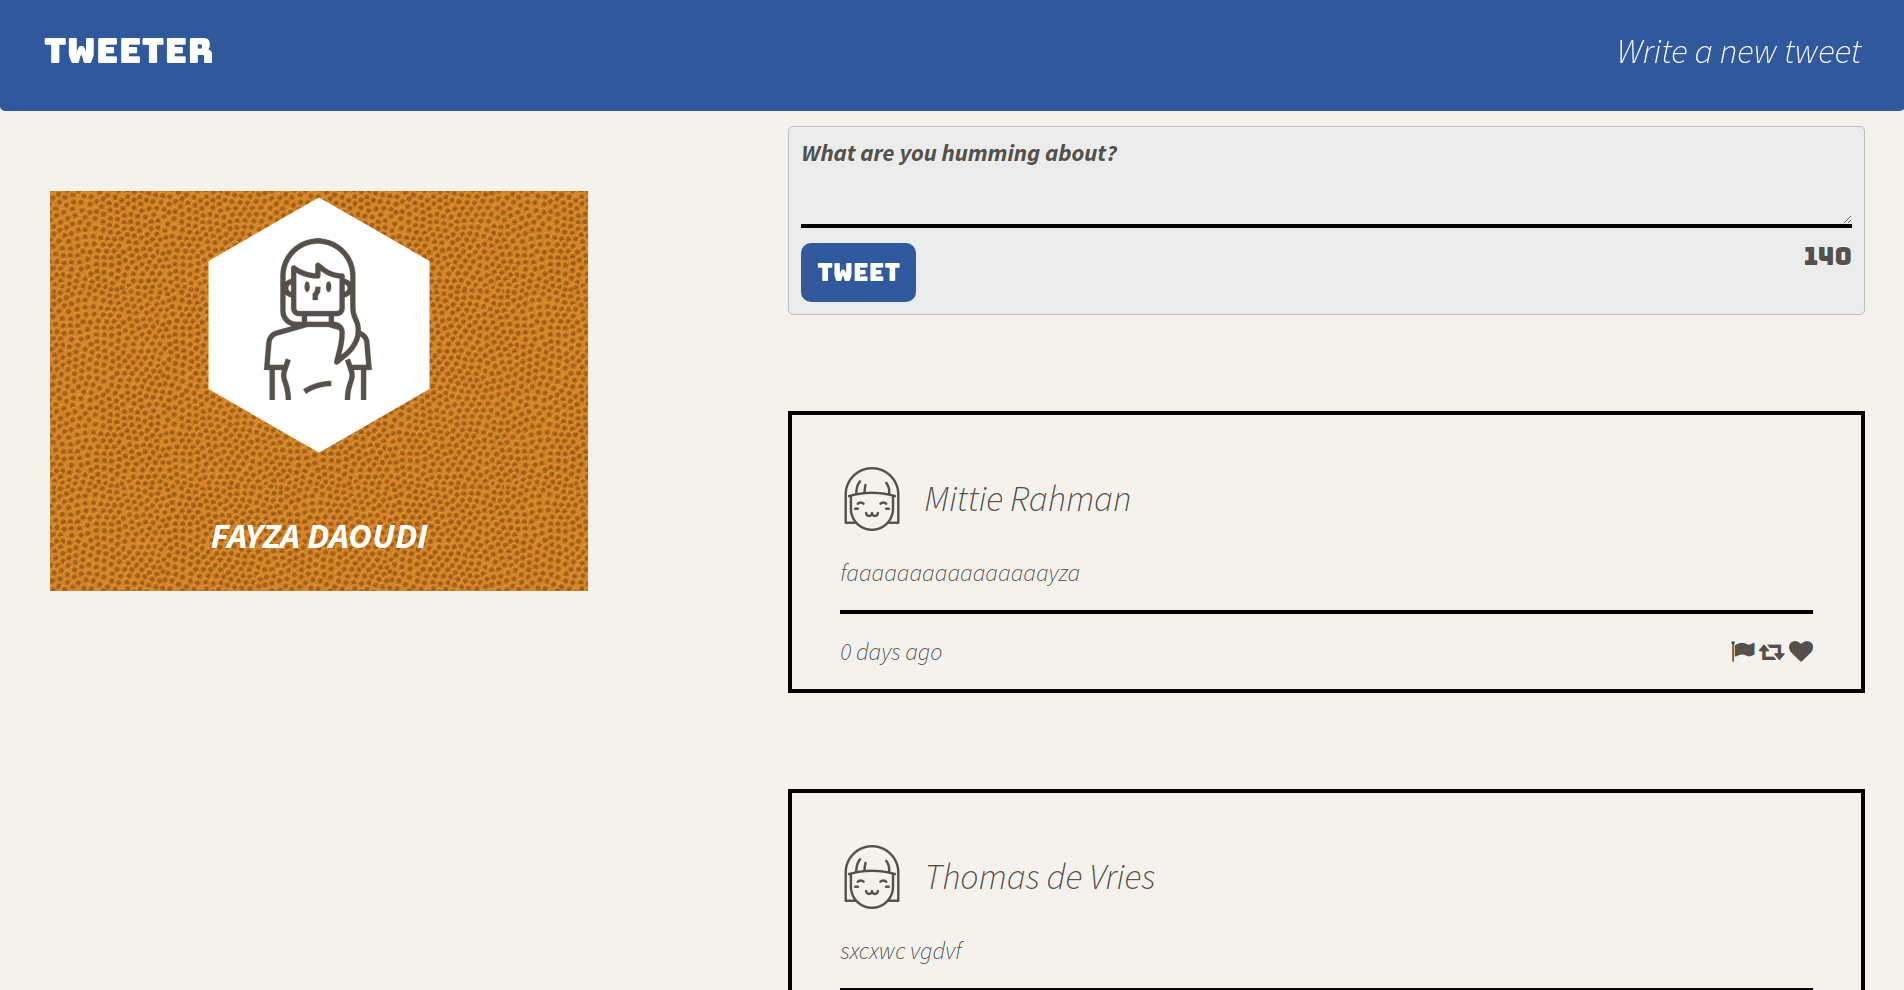 TWEETER
Write a new tweet
What are you humming about?
TWEET
140
FAYZA DAOUDI
Mittie Rahman
faaaaaaaaaaaaaaaayza
0 days ago
Thomas de Vries
sxcxwc vgdvf